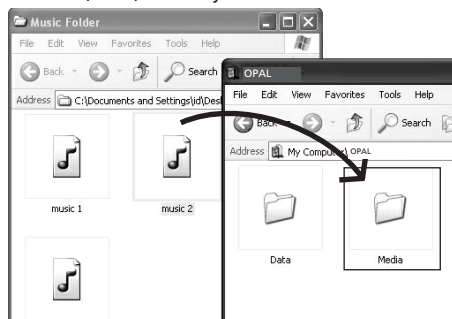 Music Folder
File Edit View Favorites Tools Help
Back Search
Address C:\Documents and Settings\jd\Des
music 1 music 2
OPAL
File Edit View Favorites Tools Help
Back Search
Address My Computer\ OPAL
Data Media